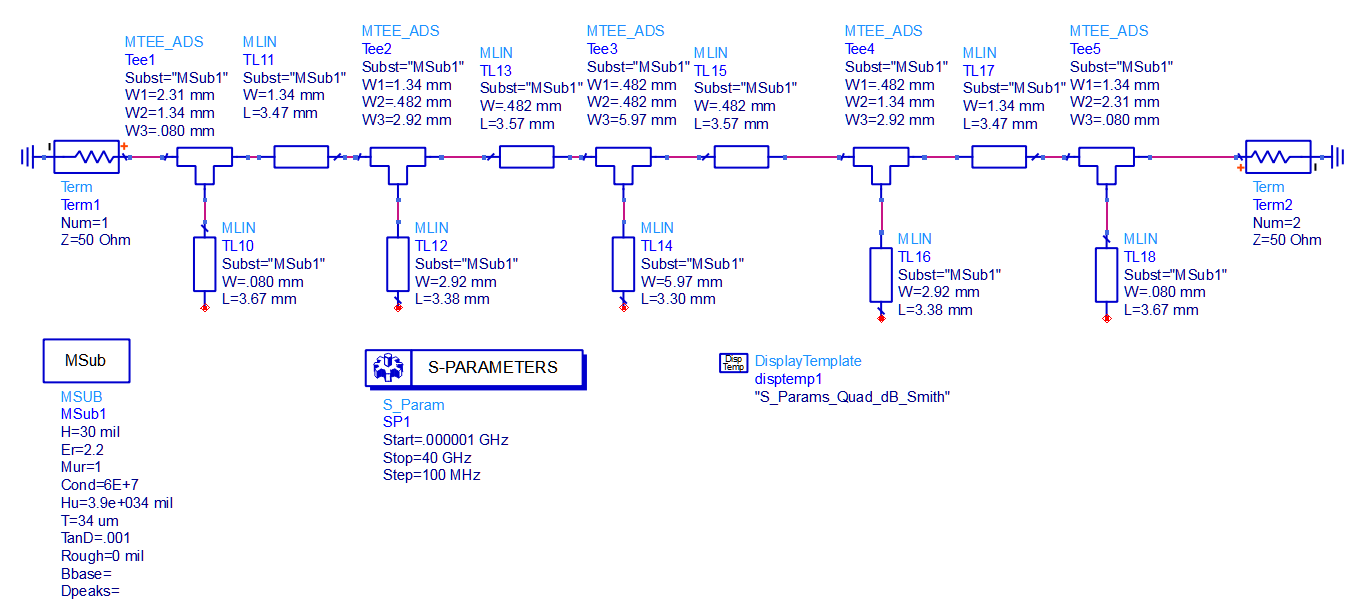 MTEE_ADS
Tee1
Subst="MSub1"
W1=2.31 mm
W2=1.34 mm
W3=.080 mm
MLIN
TL11
Subst="MSub1"
W=1.34 mm
L=3.47 mm
MTEE_ADS
Tee2
Subst="MSub1"
W1=1.34 mm
W2=.482 mm
W3=2.92 mm
MLIN
TL13
Subst="MSub1"
W=.482 mm
L=3.57 mm
MTEE_ADS
Tee3
Subst="MSub1"
W1=.482 mm
W2=.482 mm
W3=5.97 mm
MLIN
TL15
Subst="MSub1"
W=.482 mm
L=3.57 mm
MTEE_ADS
Tee4
Subst="MSub1"
W1=.482 mm
W2=1.34 mm
W3=2.92 mm
MLIN
TL17
Subst="MSub1"
W=1.34 mm
L=3.47 mm
MTEE_ADS
Tee5
Subst="MSub1"
W1=1.34 mm
W2=2.31 mm
W3=.080 mm
Term
Term1
Num=1
Z=50 Ohm
MLIN
TL10
Subst="MSub1"
W=.080 mm
L=3.67 mm
MLIN
TL12
Subst="MSub1"
W=2.92 mm
L=3.38 mm
MLIN
TL14
Subst="MSub1"
W=5.97 mm
L=3.30 mm
MLIN
TL16
Subst="MSub1"
W=2.92 mm
L=3.38 mm
MLIN
TL18
Subst="MSub1"
W=.080 mm
L=3.67 mm
Term
Term2
Num=2
Z=50 Ohm
MSub
MSUB
MSub1
H=30 mil
Er=2.2
Mur=1
Cond=6E+7
Hu=3.9e+034 mil
T=34 um
TanD=.001
Rough=0 mil
Bbase=
Dpeaks=
S-PARAMETERS
S_Param
SP1
Start=.000001 GHz
Stop=40 GHz
Step=100 MHz
Disp
Temp
DisplayTemplate
disptemp1
"S_Params_Quad_dB_Smith"